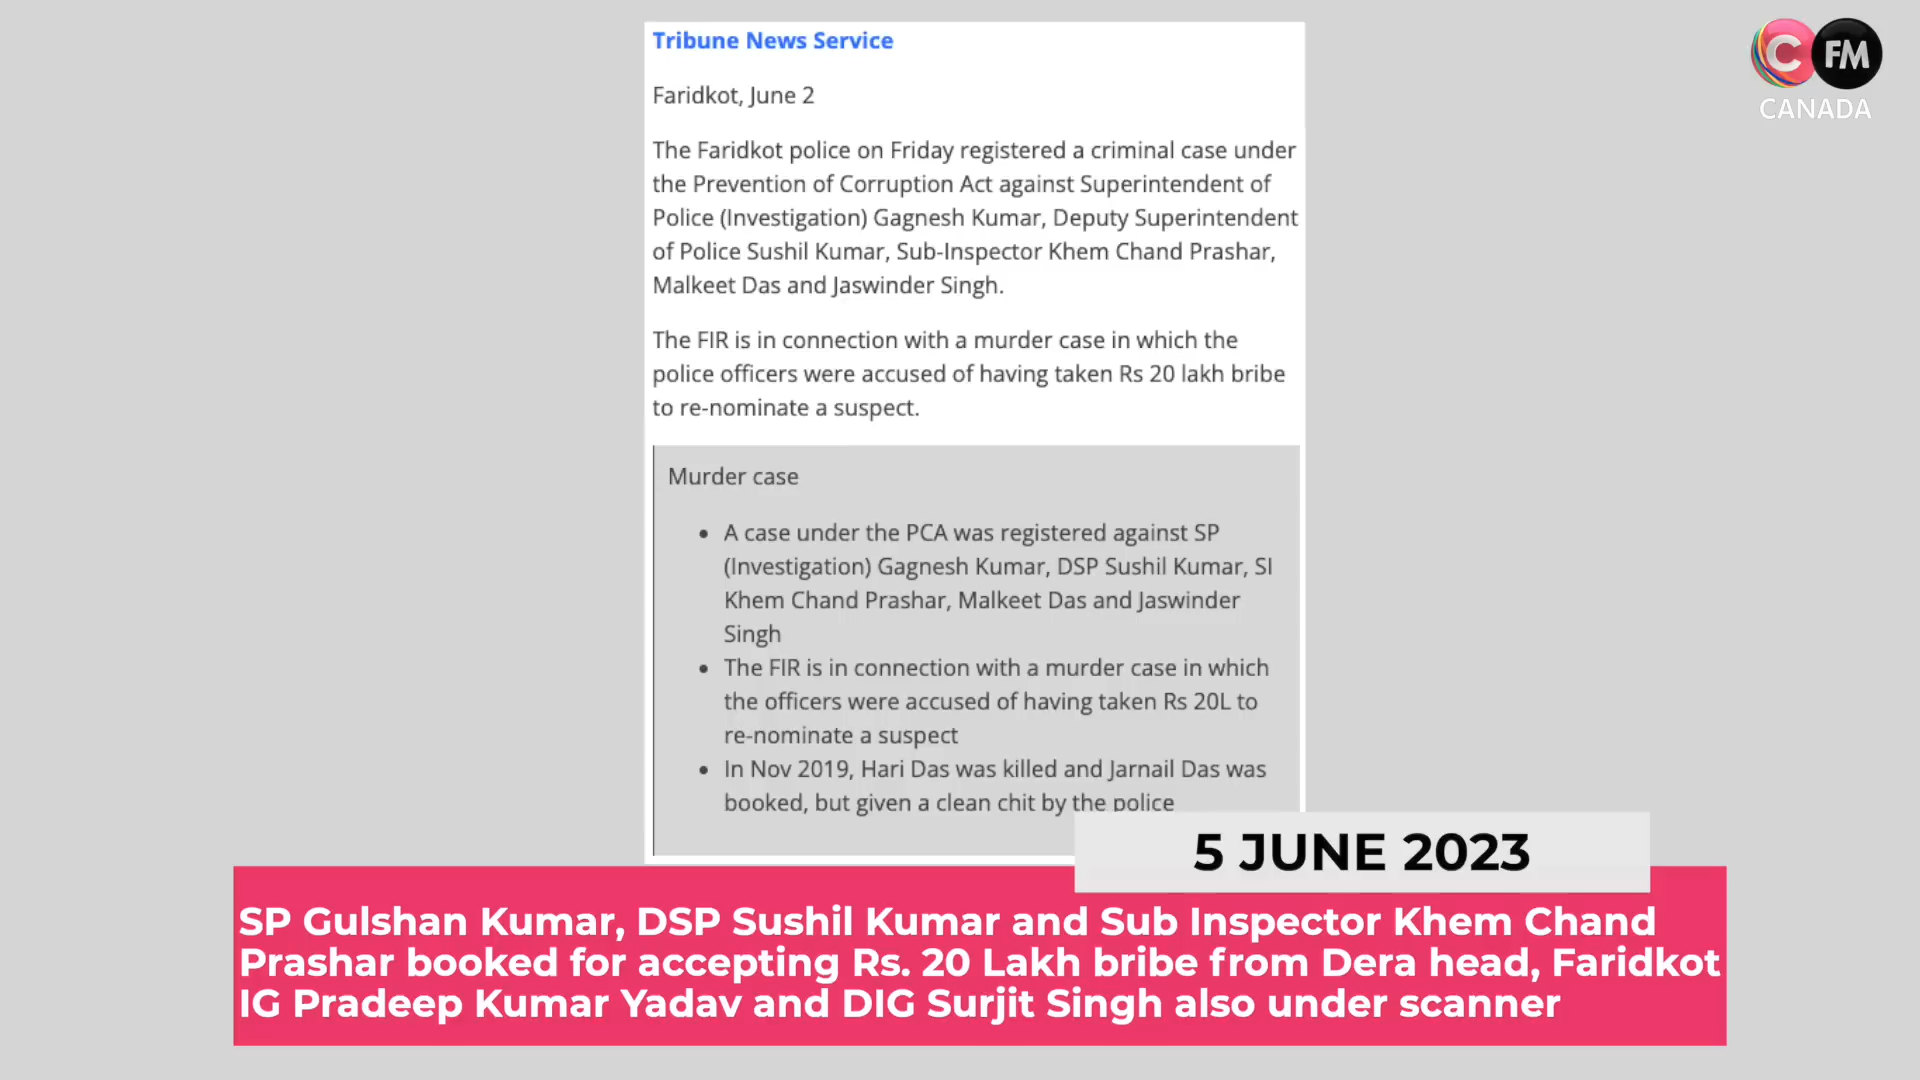 Tribune News Service
Faridkot, June 2
The Faridkot police on Friday registered a criminal case under
the Prevention of Corruption Act against Superintendent of
Police (Investigation) Gagnesh Kumar, Deputy Superintendent
of Police Sushil Kumar, Sub-Inspector Khem Chand Prashar,
Malkeet Das and Jaswinder Singh.
The FIR is in connection with a murder case in which the
police officers were accused of having taken Rs 20 lakh bribe
to re-nominate a suspect.
Murder case
• A case under the PCA was registered against SP
(Investigation) Gagnesh Kumar, DSP Sushil Kumar, SI
Khem Chand Prashar, Malkeet Das and Jaswinder
Singh
• The FIR is in connection with a murder case in which
the officers were accused of having taken Rs 20L to
re-nominate a suspect
• In Nov 2019, Hari Das was killed and Jarnail Das was
booked, but given a clean chit by the police
C FM
CANADA
5 JUNE 2023
SP Gulshan Kumar, DSP Sushil Kumar and Sub Inspector Khem Chand
Prashar booked for accepting Rs. 20 Lakh bribe from Dera head, Faridkot
IG Pradeep Kumar Yadav and DIG Surjit Singh also under scanner